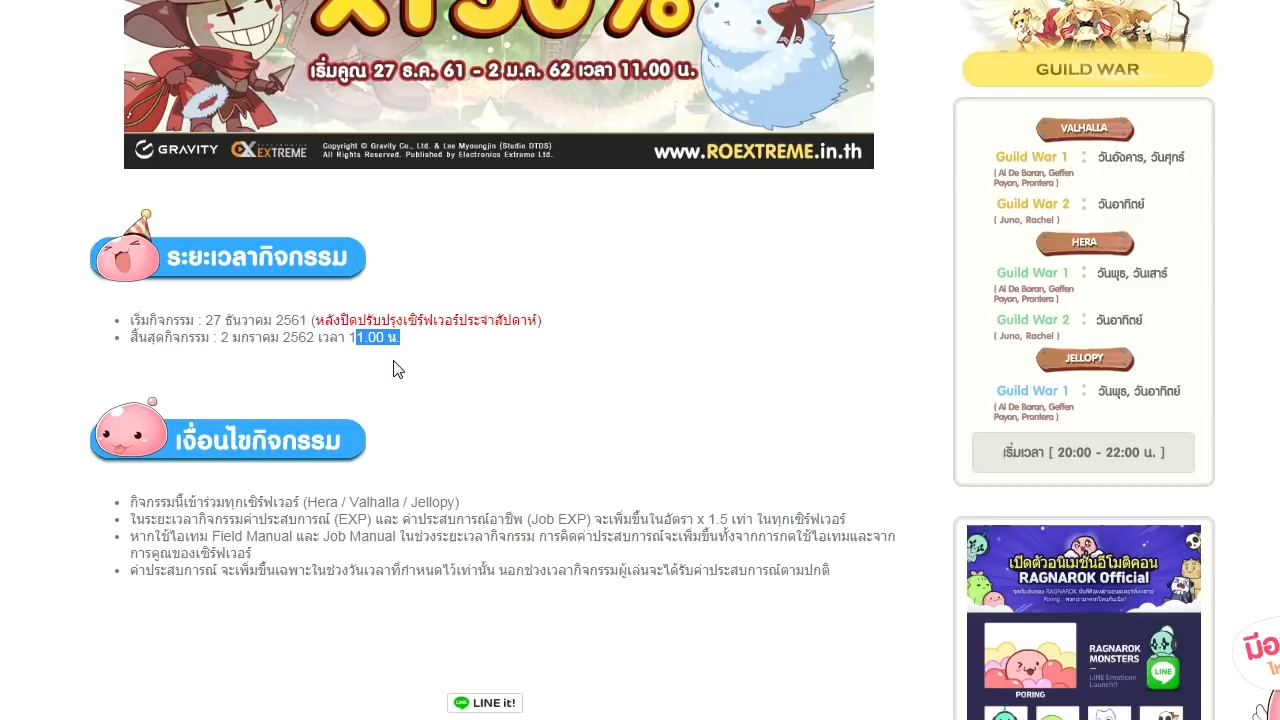 x150%
เริ่มคูณ 27 ธ.ค. 61 - 2 ม.ค. 62 เวลา 11.00 น.
GRAVITY
EXTREME
Copyright © Gravity Co., Ltd. & Lee Myoungjin (Studio DTDS)
All Rights Reserved. Published by Electronics Extreme Ltd.
www.ROEXTREME.in.th
ระยะเวลากิจกรรม
เริ่มกิจกรรม : 27 ธันวาคม 2561 (หลังปิดปรับปรุงเซิร์ฟเวอร์ประจำสัปดาห์)
สิ้นสุดกิจกรรม : 2 มกราคม 2562 เวลา 11.00 น.
เงื่อนไขกิจกรรม
กิจกรรมนี้เข้าร่วมทุกเซิร์ฟเวอร์ (Hera / Valhalla / Jellopy)
ในระยะเวลากิจกรรมค่าประสบการณ์ (EXP) และ ค่าประสบการณ์อาชีพ (Job EXP) จะเพิ่มขึ้นในอัตรา x 1.5 เท่า ในทุกเซิร์ฟเวอร์
หากใช้ไอเทม Field Manual และ Job Manual ในช่วงระยะเวลากิจกรรม การคิดค่าประสบการณ์จะเพิ่มขึ้นทั้งจากการกดใช้ไอเทมและจาก
การคูณของเซิร์ฟเวอร์
ค่าประสบการณ์ จะเพิ่มขึ้นเฉพาะในช่วงวันเวลาที่กำหนดไว้เท่านั้น นอกช่วงเวลากิจกรรมผู้เล่นจะได้รับค่าประสบการณ์ตามปกติ
LINE it!
GUILD WAR
VALHALLA
Guild War 1 : วันอังคาร, วันศุกร์
( Al De Baran, Geffen
Payon, Prontera )
Guild War 2 : วันอาทิตย์
( Juno, Rachel )
HERA
Guild War 1 : วันพุธ, วันเสาร์
( Al De Baran, Geffen
Payon, Prontera )
Guild War 2 : วันอาทิตย์
( Juno, Rachel )
JELLOPY
Guild War 1 : วันพุธ, วันอาทิตย์
( Al De Baran, Geffen
Payon, Prontera )
เริ่มเวลา [ 20:00 - 22:00 น. ]
เปิดตัวอนิเมชั่นอีโมติคอน
RAGNAROK Official
RAGNAROK
MONSTERS
LINE Emoticon
Launch!!
LINE
PORING
มีอ